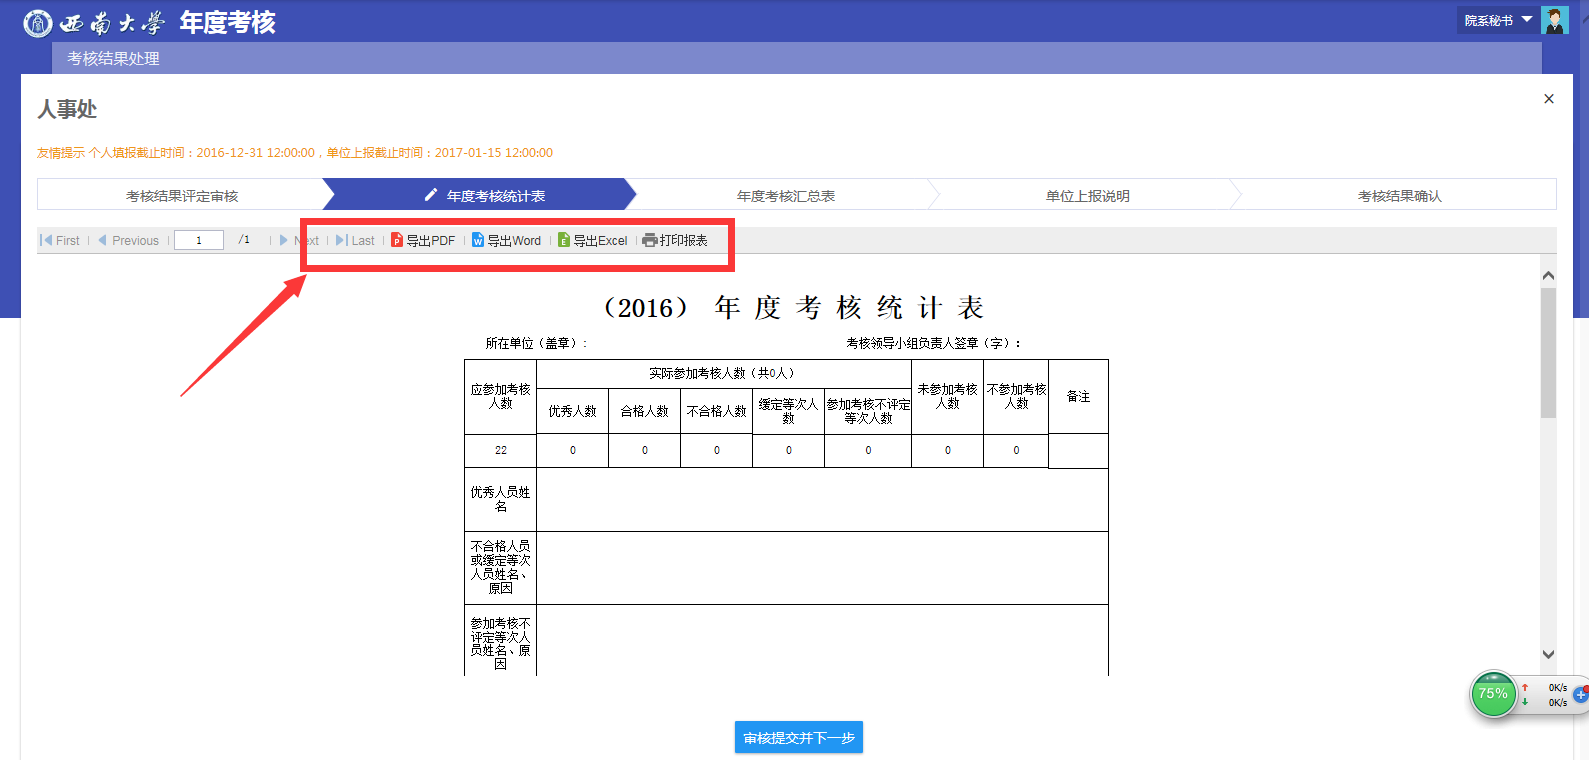 西南大学 年度考核
院系秘书
考核结果处理
人事处
×
友情提示 个人填报截止时间：2016-12-31 12:00:00，单位上报截止时间：2017-01-15 12:00:00
考核结果评定审核 年度考核统计表 年度考核汇总表 单位上报说明 考核结果确认
First Previous 1 /1 Next Last 导出PDF 导出Word 导出Excel 打印报表
（2016） 年 度 考 核 统 计 表
所在单位（盖章）： 考核领导小组负责人签章（字）：
应参加考核
人数
实际参加考核人数（共0人）
优秀人数
合格人数
不合格人数
缓定等次人
数
参加考核不评定
等次人数
未参加考核
人数
不参加考核
人数
备注
22 0 0 0 0 0 0 0
优秀人员姓
名
不合格人员
或缓定等次
人员姓名、
原因
参加考核不
评定等次人
员姓名、原
因
75%
0K/s
0K/s
审核提交并下一步